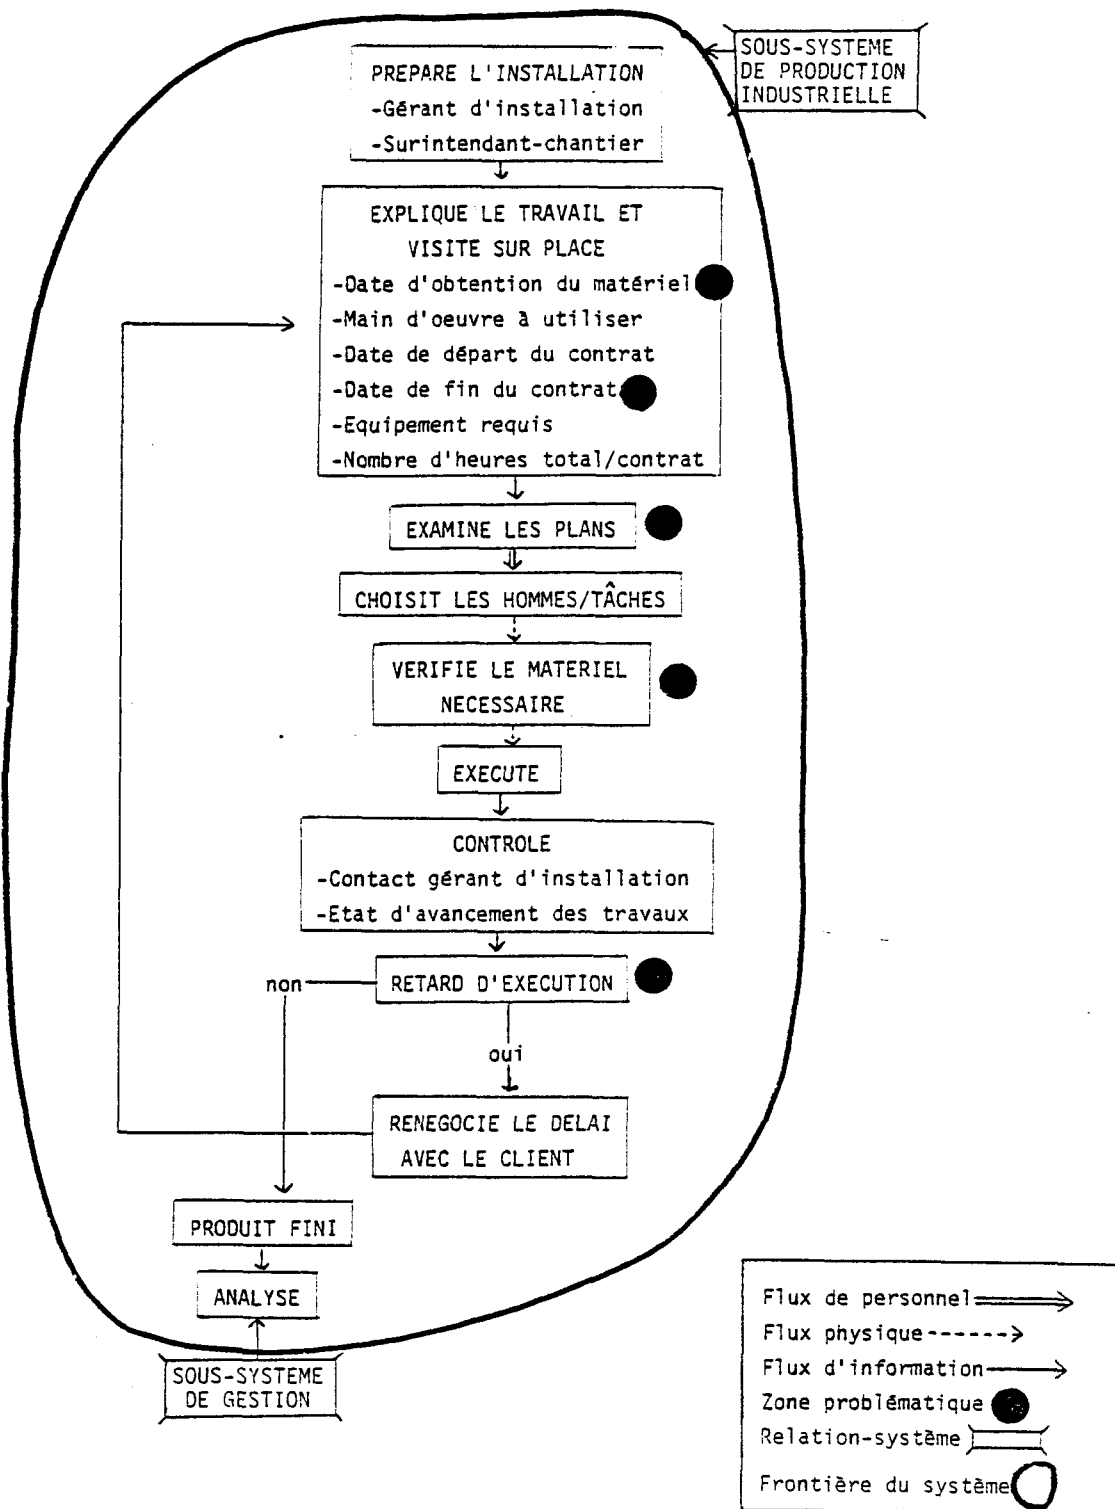 SOUS-SYSTEME
DE PRODUCTION
INDUSTRIELLE
PREPARE L'INSTALLATION
-Gérant d'installation
-Surintendant-chantier
EXPLIQUE LE TRAVAIL ET
VISITE SUR PLACE
-Date d'obtention du matériel
-Main d'oeuvre à utiliser
-Date de départ du contrat
-Date de fin du contrat
-Equipement requis
-Nombre d'heures total/contrat
EXAMINE LES PLANS
CHOISIT LES HOMMES/TÂCHES
VERIFIE LE MATERIEL
NECESSAIRE
EXECUTE
CONTROLE
-Contact gérant d'installation
-Etat d'avancement des travaux
non
RETARD D'EXECUTION
oui
RENEGOCIE LE DELAI
AVEC LE CLIENT
PRODUIT FINI
ANALYSE
SOUS-SYSTEME
DE GESTION
Flux de personnel
Flux physique
Flux d'information
Zone problématique
Relation-système
Frontière du système